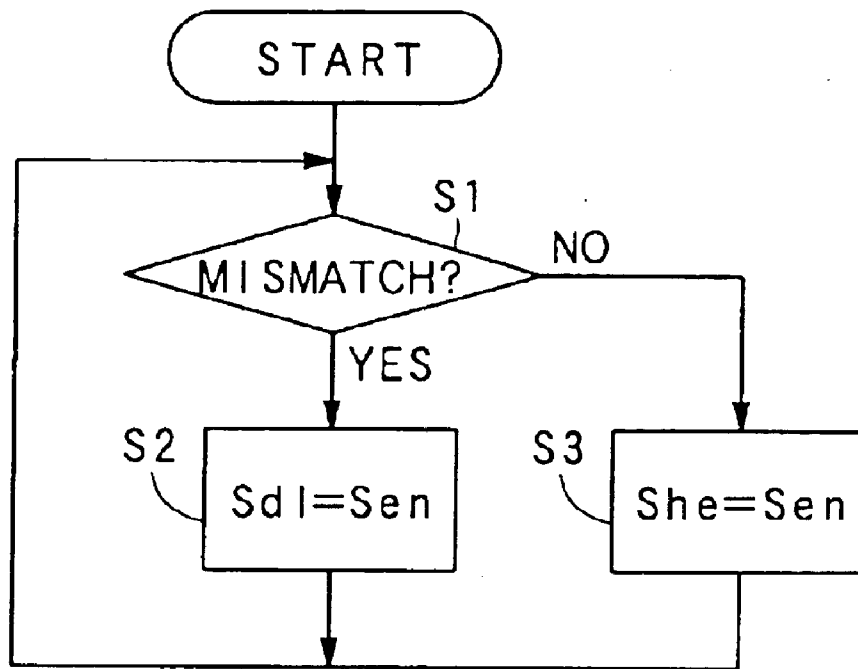 START
S1
MISMATCH?
NO
YES
S2
Sdl=Sen
S3
She=Sen